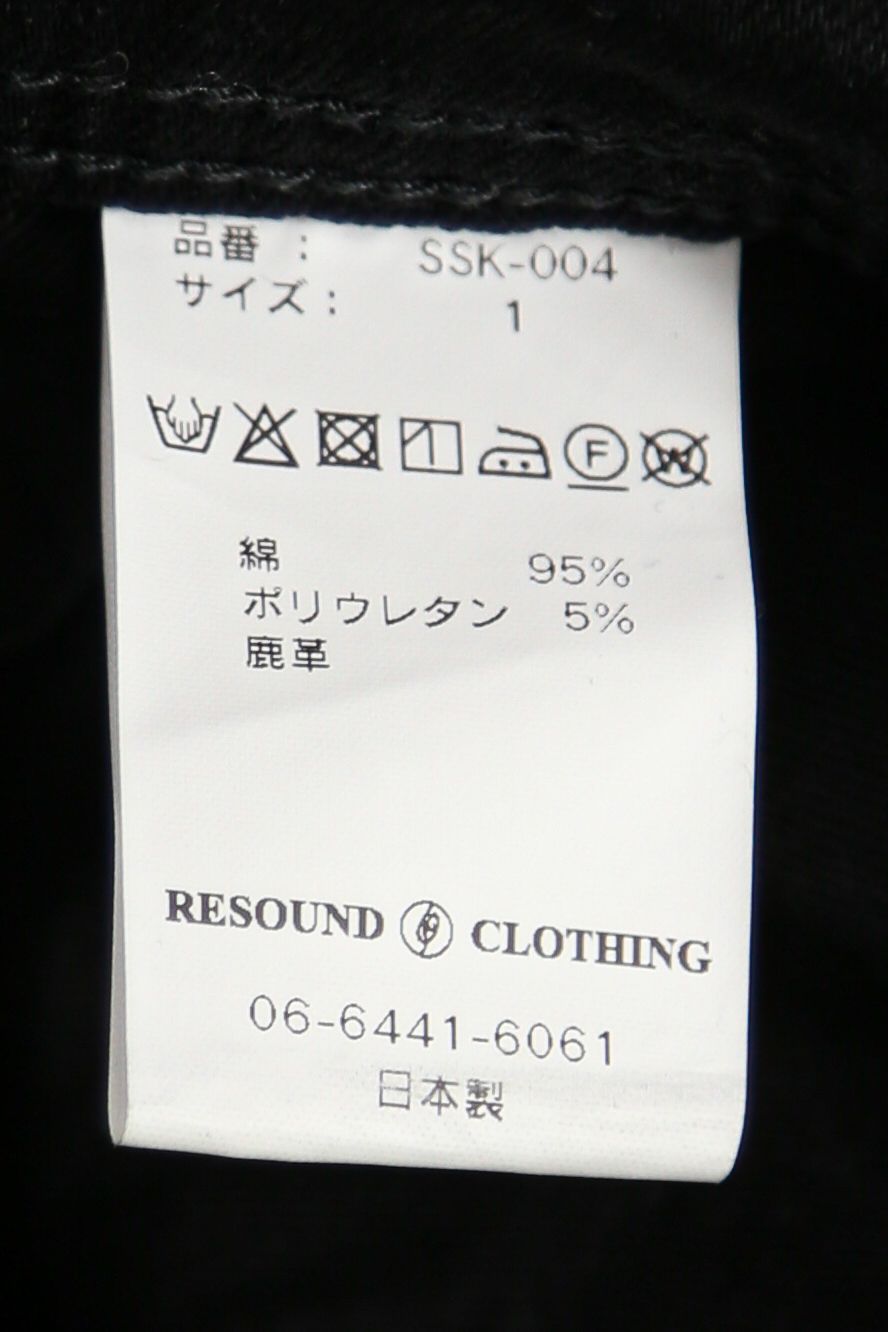 品番 : SSK-004
サイズ: 1
F W
綿 95%
ポリウレタン 5%
鹿革
RESOUND CLOTHING
06-6441-6061
日本製